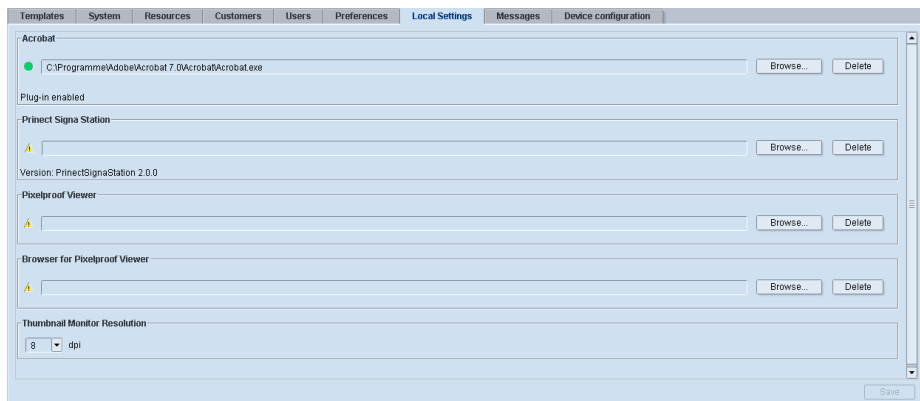 Templates System Resources Customers Users Preferences Local Settings Messages Device configuration
Acrobat
C:\Programme\Adobe\Acrobat 7.0\Acrobat\Acrobat.exe Browse... Delete
Plug-in enabled
Prinect Signa Station
Browse... Delete
Version: PrinectSignaStation 2.0.0
Pixelproof Viewer
Browse... Delete
Browser for Pixelproof Viewer
Browse... Delete
Thumbnail Monitor Resolution
8 dpi
Save